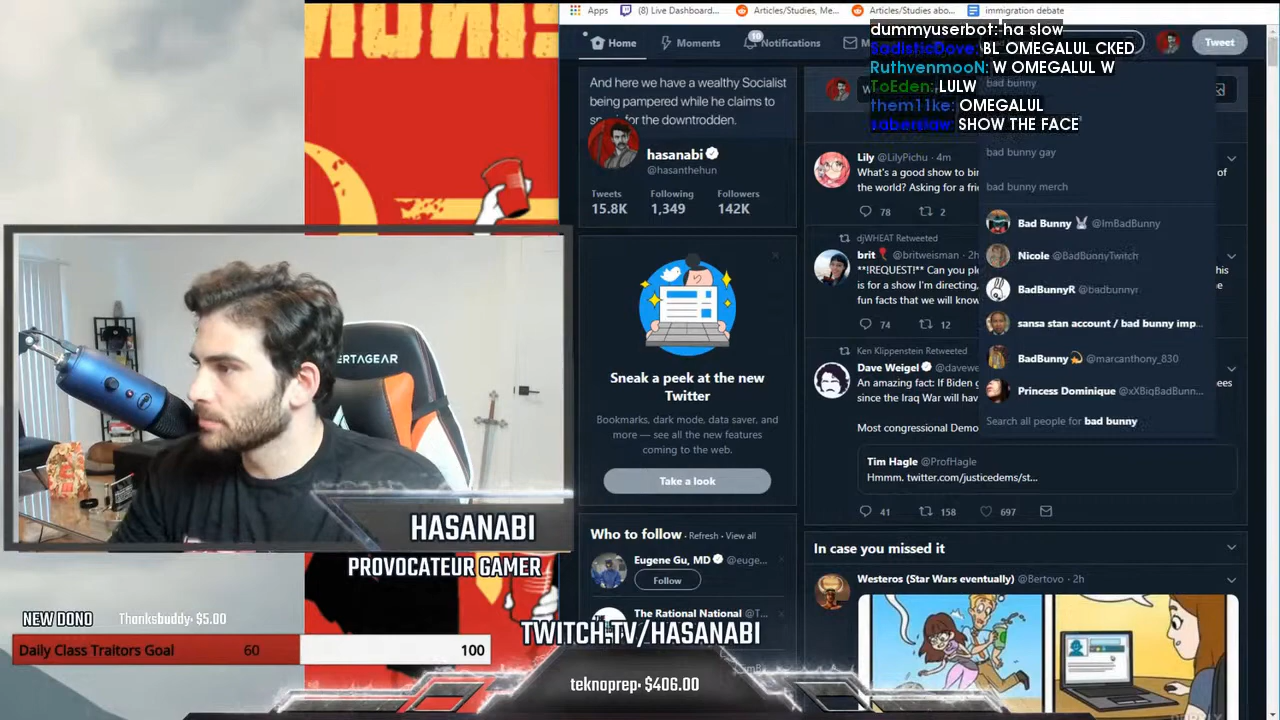 Apps
(8) Live Dashboard...
Articles/Studies, Me...
Articles/Studies abo...
immigration debate
Home
Moments
10
Notifications
Tweet
dummyuserbot: ha slow
SadisticDove: BL OMEGALUL CKED
RuthvenmooN: W OMEGALUL W
ToEden: LULW
them11ke: OMEGALUL
saberslaw: SHOW THE FACE
And here we have a wealthy Socialist
being pampered while he claims to
for the downtrodden.
hasanabi
@hasanthehun
Tweets
Following
Followers
15.8K
1,349
142K
bad bunny
bad bunny gay
bad bunny merch
Bad Bunny @ImBadBunny
Nicole @BadBunnyTwitch
BadBunnyR @badbunnyr
sansa stan account / bad bunny imp...
BadBunny @marcanthony_830
Princess Dominique @xXBigBadBunn...
Search all people for bad bunny
Lily @LilyPichu · 4m
What's a good show to bin
of
the world? Asking for a frie
78
2
djWHEAT Retweeted
brit @britweisman · 2h
**!REQUEST!** Can you ple
this
is for a show I'm directing,
fun facts that we will know
74
12
Ken Klippenstein Retweeted
Dave Weigel @davewe
An amazing fact: If Biden g
nees
since the Iraq War will hav
Most congressional Demo
Tim Hagle @ProfHagle
Hmmm. twitter.com/justicedems/st...
41
158
697
Sneak a peek at the new
Twitter
Bookmarks, dark mode, data saver, and
more — see all the new features
coming to the web.
Take a look
Who to follow · Refresh · View all
Eugene Gu, MD @euge...
Follow
The Rational National @T...
In case you missed it
Westeros (Star Wars eventually) @Bertovo · 2h
ERTAGEAR
HASANABI
PROVOCATEUR GAMER
NEW DONO
Thanksbuddy: $5.00
Daily Class Traitors Goal
60
100
TWITCH.TV/HASANABI
teknoprep: $406.00